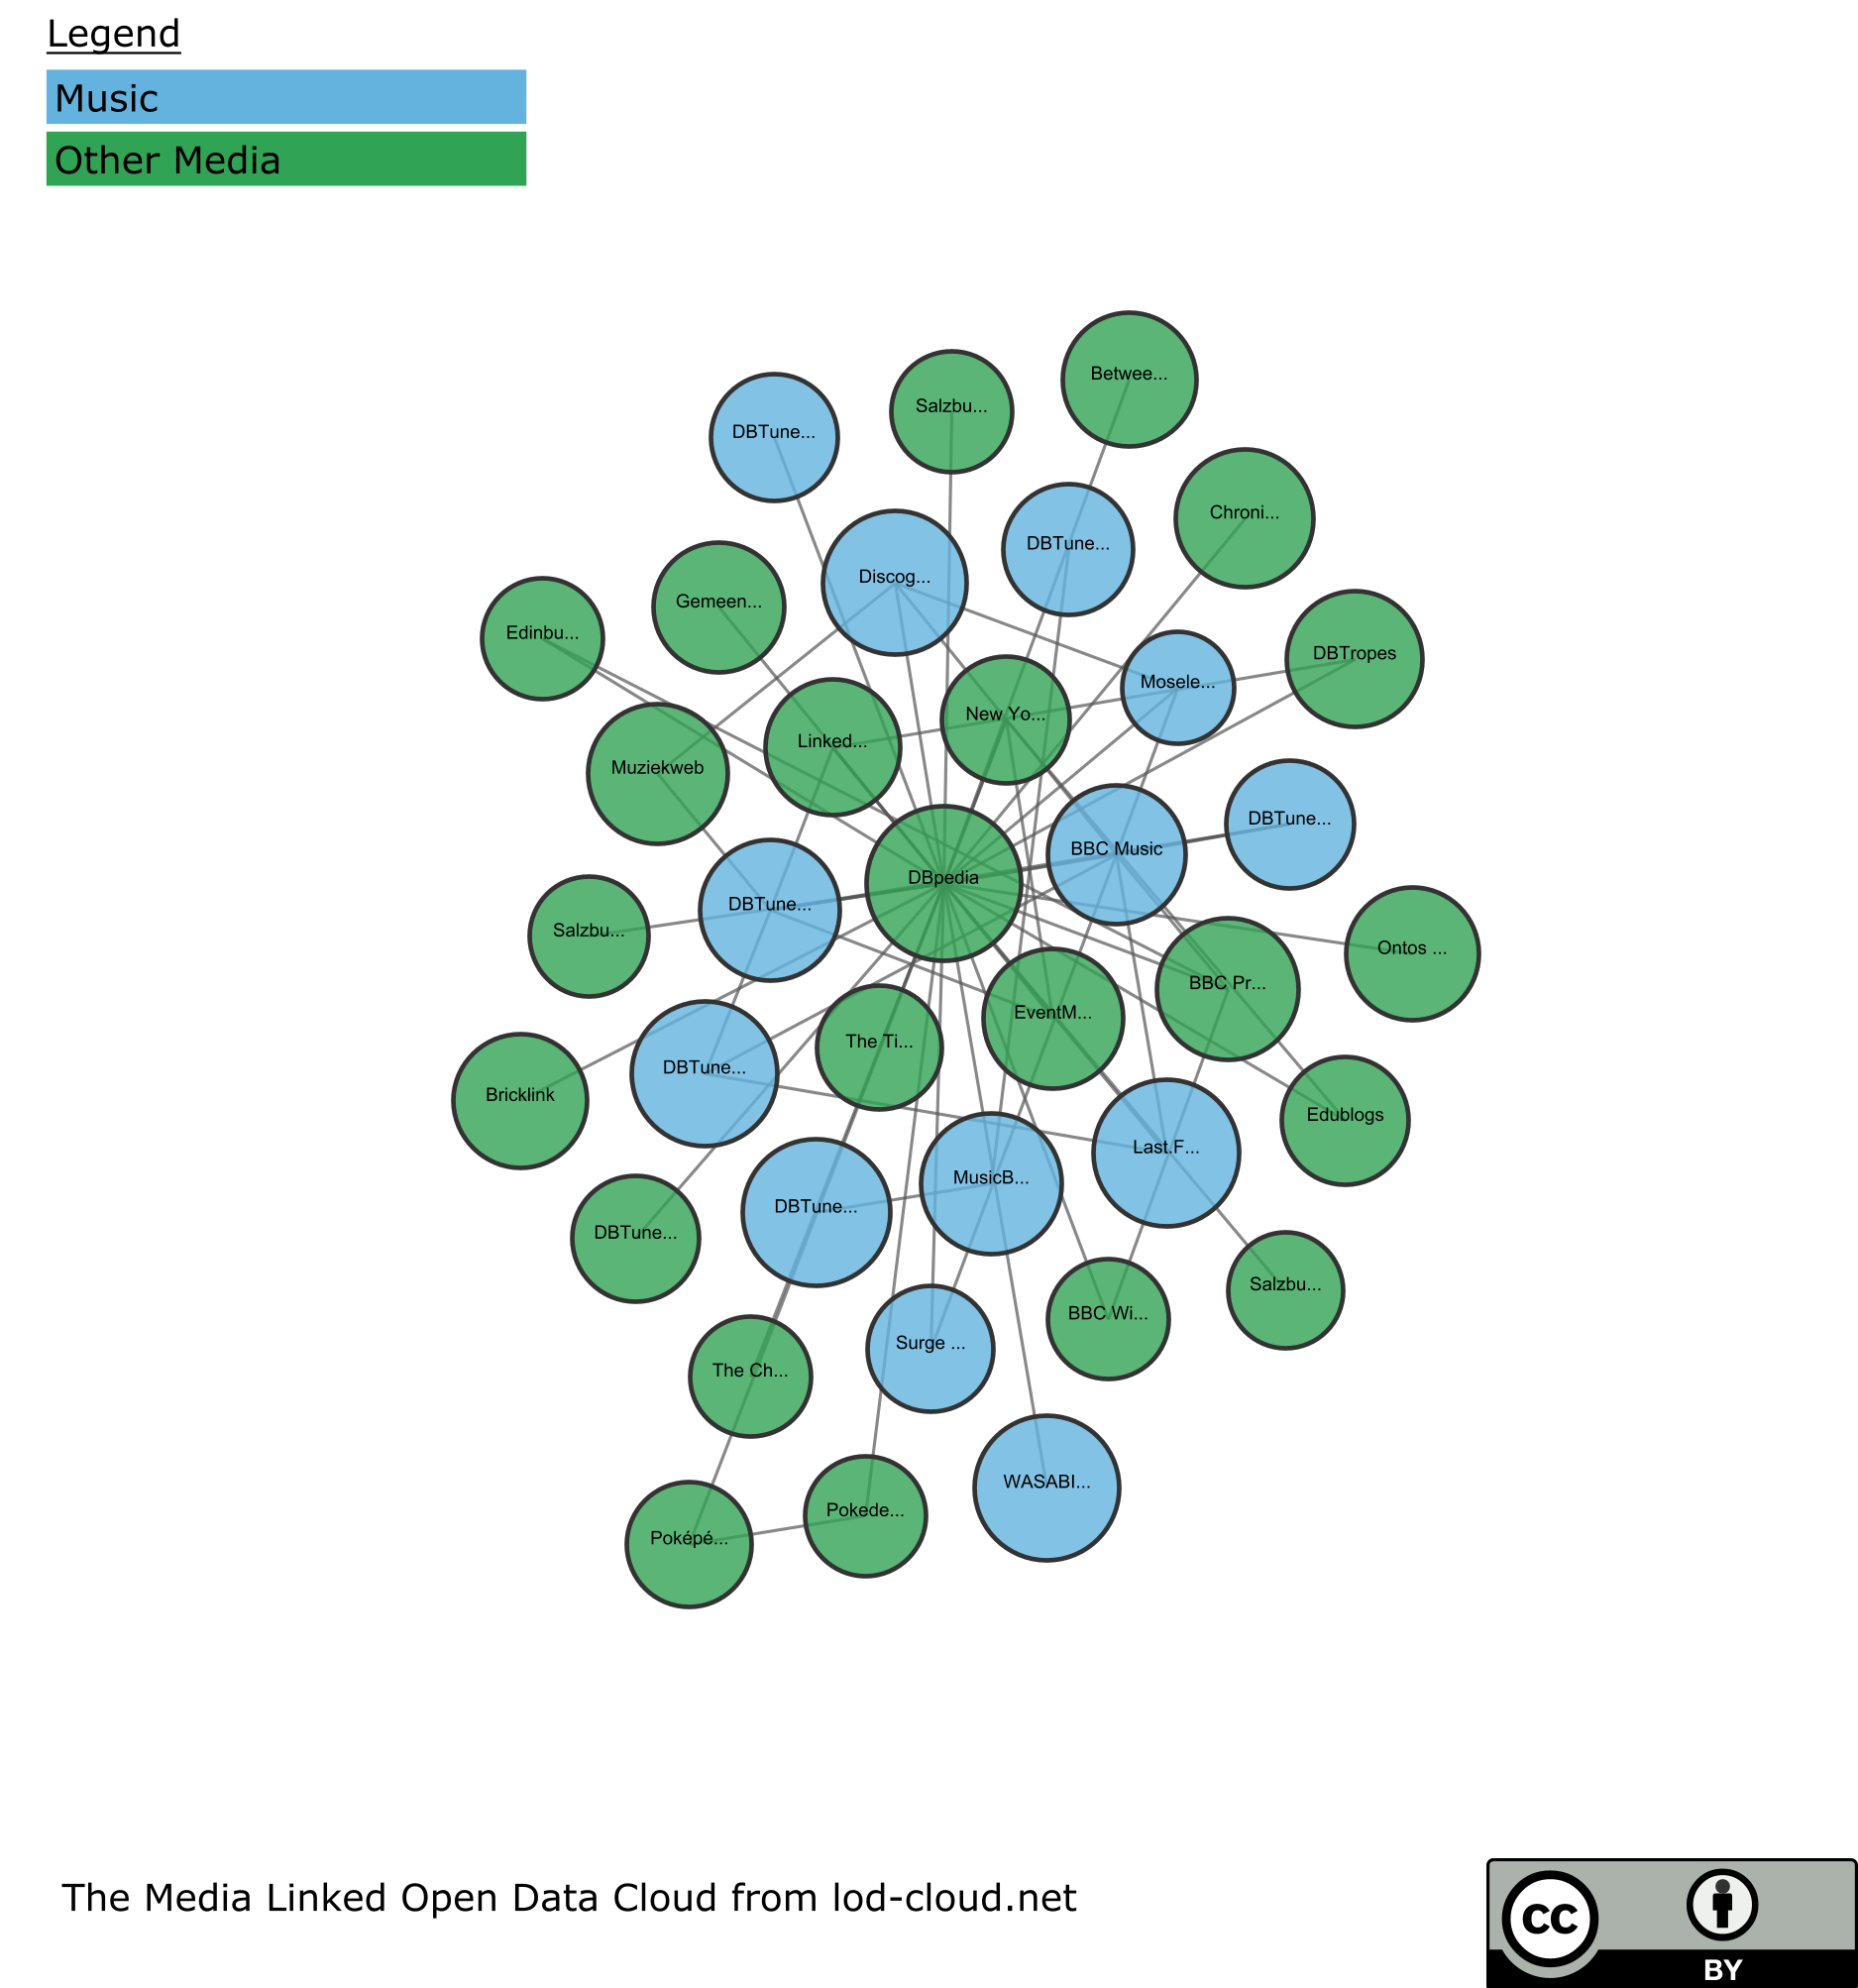 Legend
Music
Other Media
Betwee...
Salzbu...
DBTune...
Chroni...
DBTune...
Discog...
Gemeen...
Edinbu...
DBTropes
Mosele...
New Yo...
Linked...
Muziekweb
DBTune...
BBC Music
DBpedia
DBTune...
Salzbu...
Ontos ...
BBC Pr...
EventM...
The Ti...
DBTune...
Bricklink
Edublogs
Last.F...
MusicB...
DBTune...
DBTune...
Salzbu...
BBC Wi...
Surge ...
The Ch...
WASABI...
Pokede...
Poképé...
The Media Linked Open Data Cloud from lod-cloud.net
cc
BY